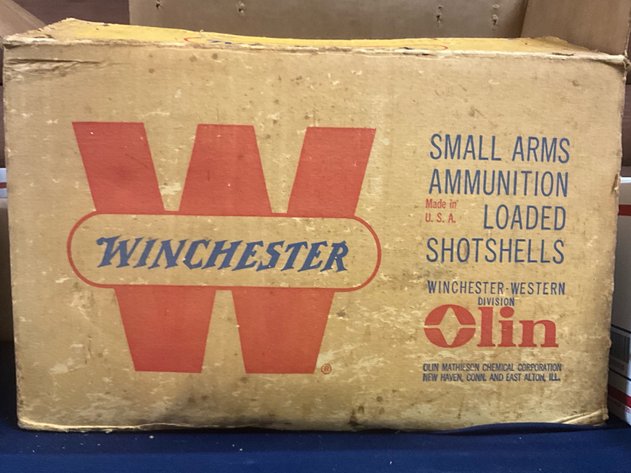 WINCHESTER
®
SMALL ARMS
AMMUNITION
Made in
U. S. A.
LOADED
SHOTSHELLS
WINCHESTER-WESTERN
DIVISION
Olin
OLIN MATHIESON CHEMICAL CORPORATION
NEW HAVEN, CONN. AND EAST ALTON, ILL.